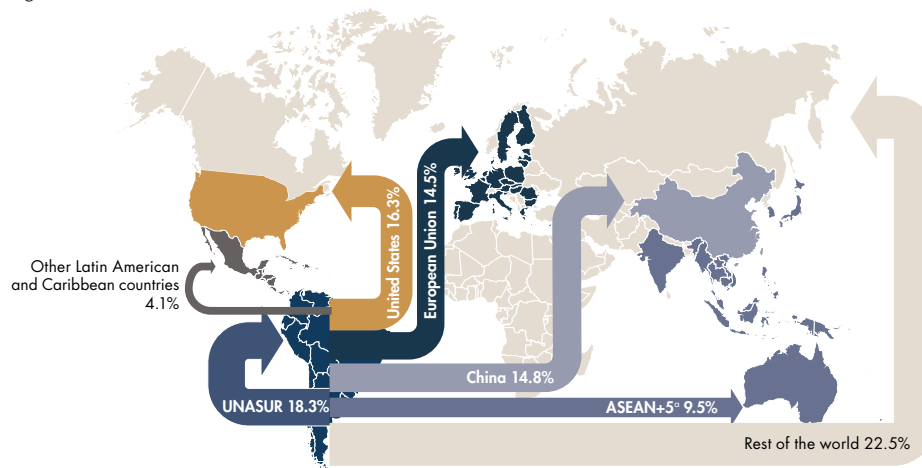 United States 16.3%
European Union 14.5%
Other Latin American
and Caribbean countries
4.1%
China 14.8%
UNASUR 18.3%
ASEAN+5ᵃ 9.5%
Rest of the world 22.5%